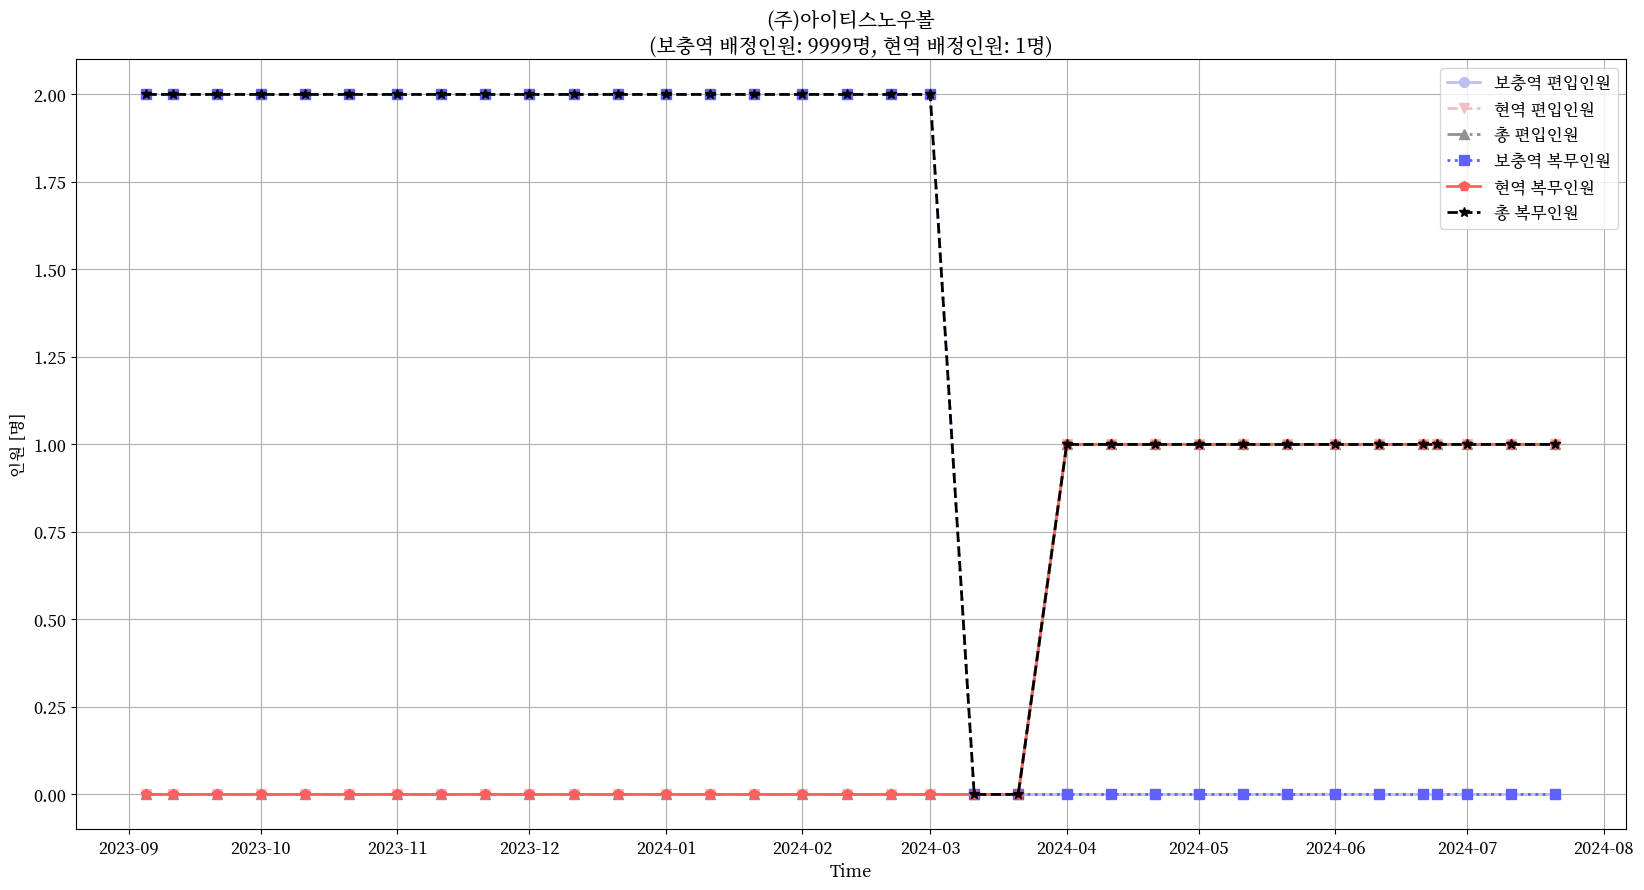 (주)아이티스노우볼
(보충역 배정인원: 9999명, 현역 배정인원: 1명)
보충역 편입인원
현역 편입인원
총 편입인원
보충역 복무인원
현역 복무인원
총 복무인원
인원 [명]
2.00
1.75
1.50
1.25
1.00
0.75
0.50
0.25
0.00
2023-09 2023-10 2023-11 2023-12 2024-01 2024-02 2024-03 2024-04 2024-05 2024-06 2024-07 2024-08
Time